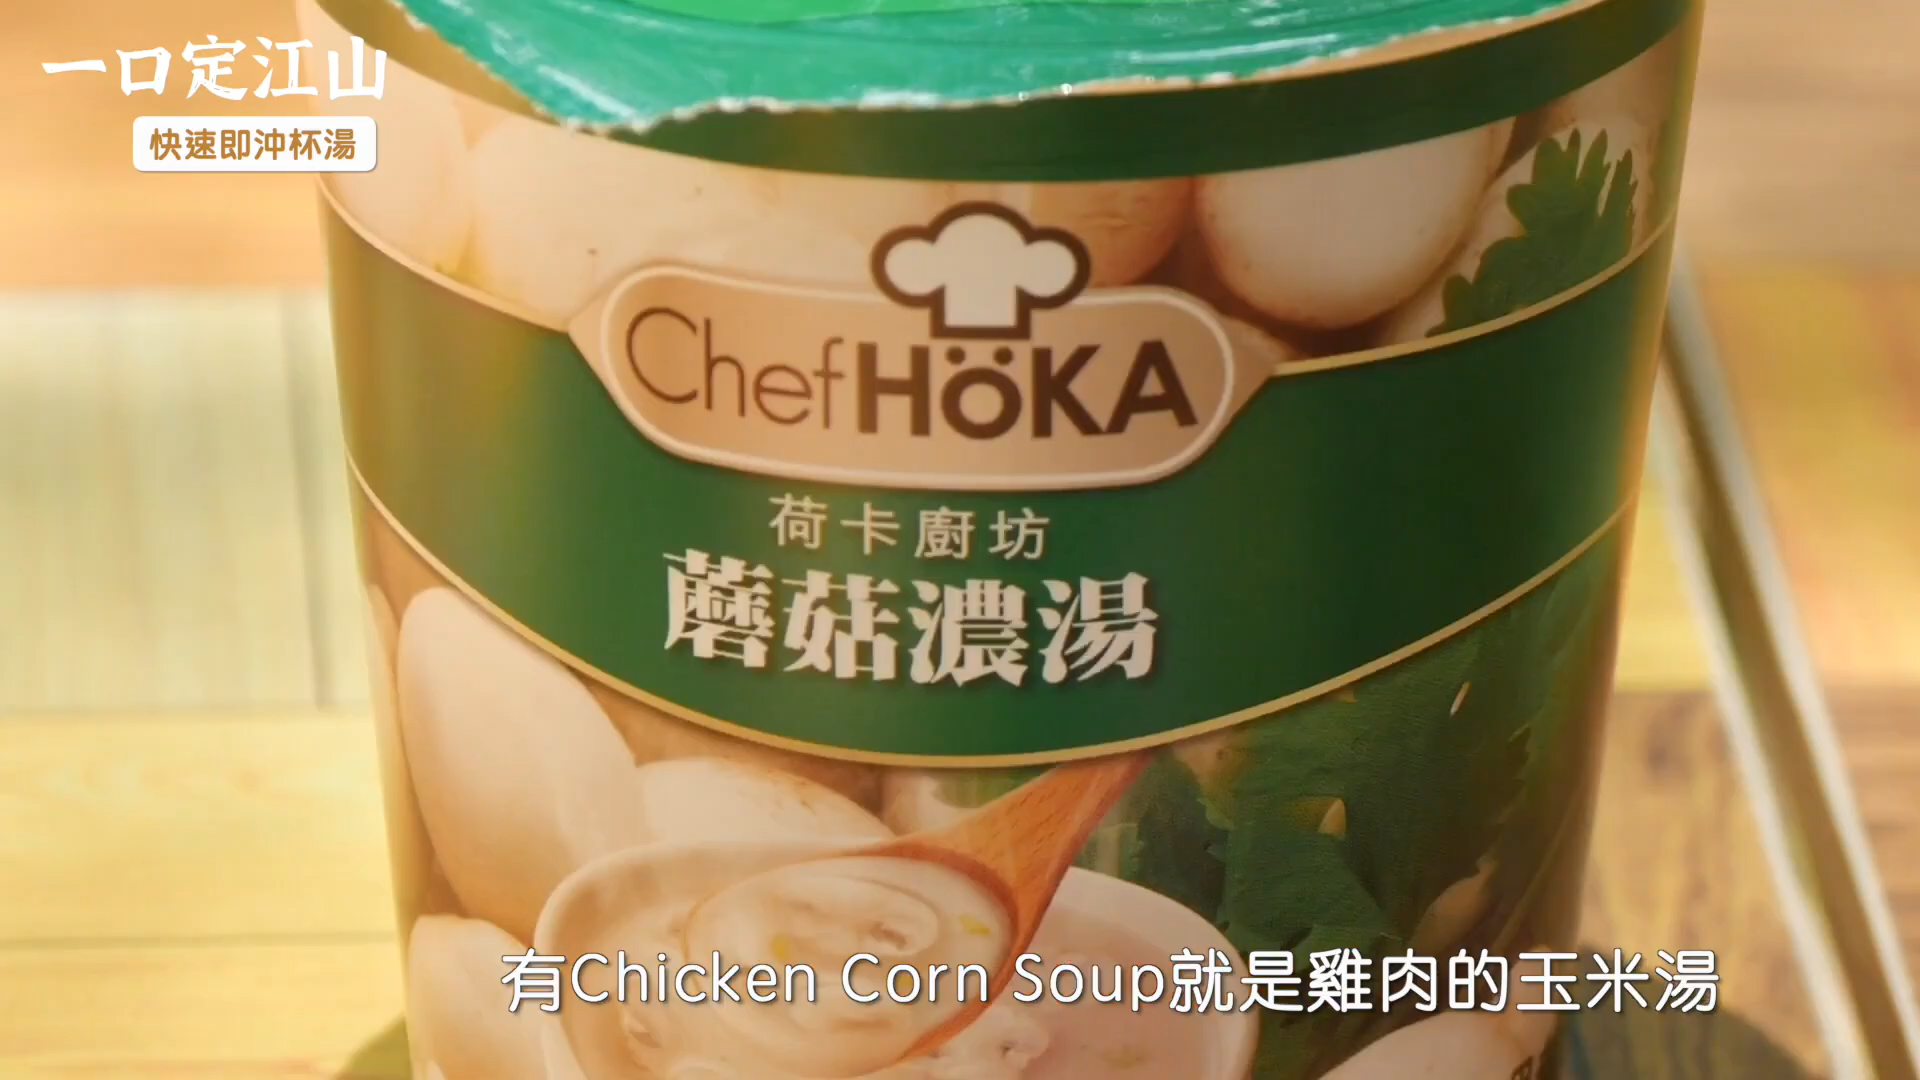 一口定江山
快速即沖杯湯
ChefHöKA
荷卡廚坊
蘑菇濃湯
有Chicken Corn Soup就是雞肉的玉米湯